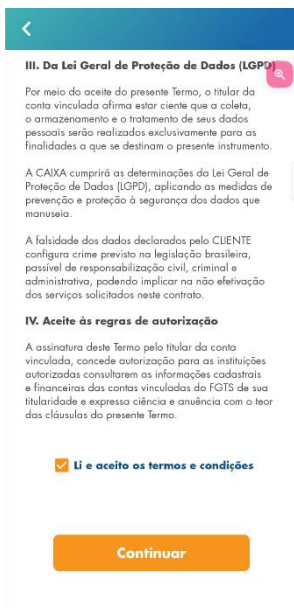 III. Da Lei Geral de Proteção de Dados (LGPD)
Por meio do aceite do presente Termo, o titular da
conta vinculada afirma estar ciente que a coleta,
o armazenamento e o tratamento de seus dados
pessoais serão realizados exclusivamente para as
finalidades a que se destinam o presente instrumento.
A CAIXA cumprirá as determinações da Lei Geral de
Proteção de Dados (LGPD), aplicando as medidas de
prevenção e proteção à segurança dos dados que
manuseia.
A falsidade dos dados declarados pelo CLIENTE
configura crime previsto na legislação brasileira,
passível de responsabilização civil, criminal e
administrativa, podendo implicar na não efetivação
dos serviços solicitados neste contrato.
IV. Aceite às regras de autorização
A assinatura deste Termo pelo titular da conta
vinculada, concede autorização para as instituições
autorizadas consultarem as informações cadastrais
e financeiras das contas vinculadas do FGTS de sua
titularidade e expressa ciência e anuência com o teor
das cláusulas do presente Termo.
Li e aceito os termos e condições
Continuar